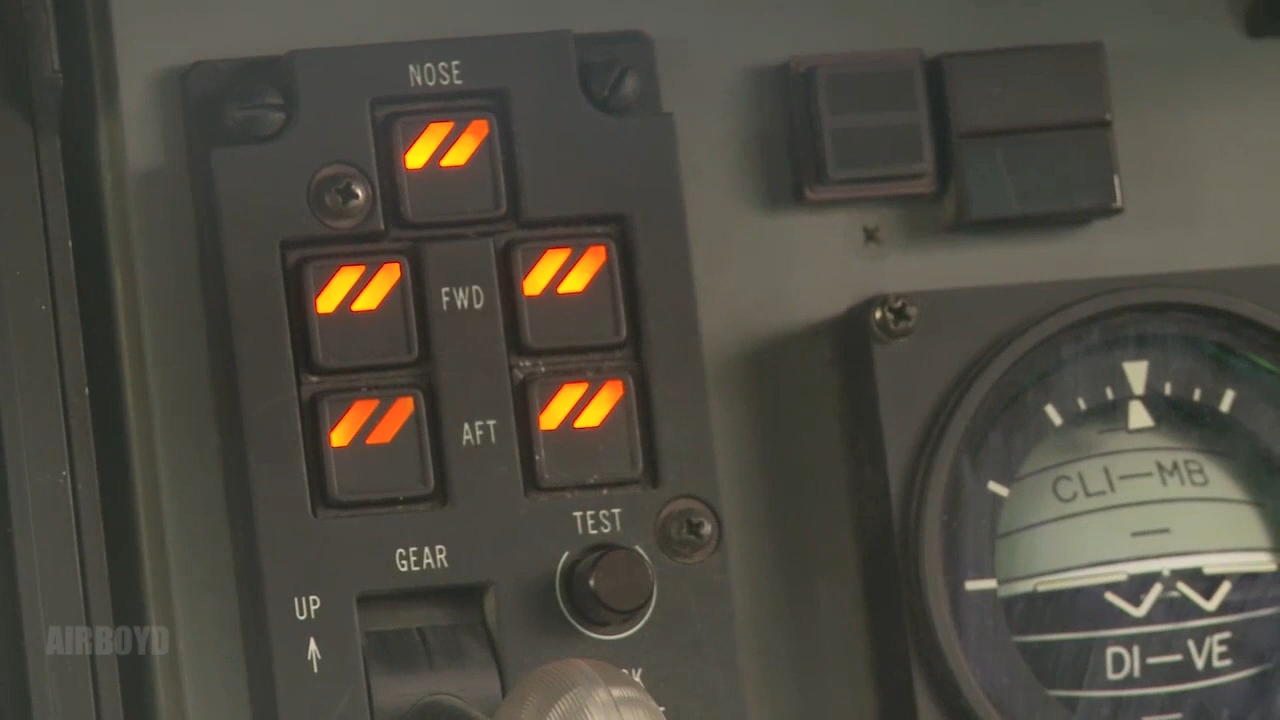 NOSE
FWD
AFT
TEST
GEAR
UP
CLI—MB
DI—VE
AIRBOYD